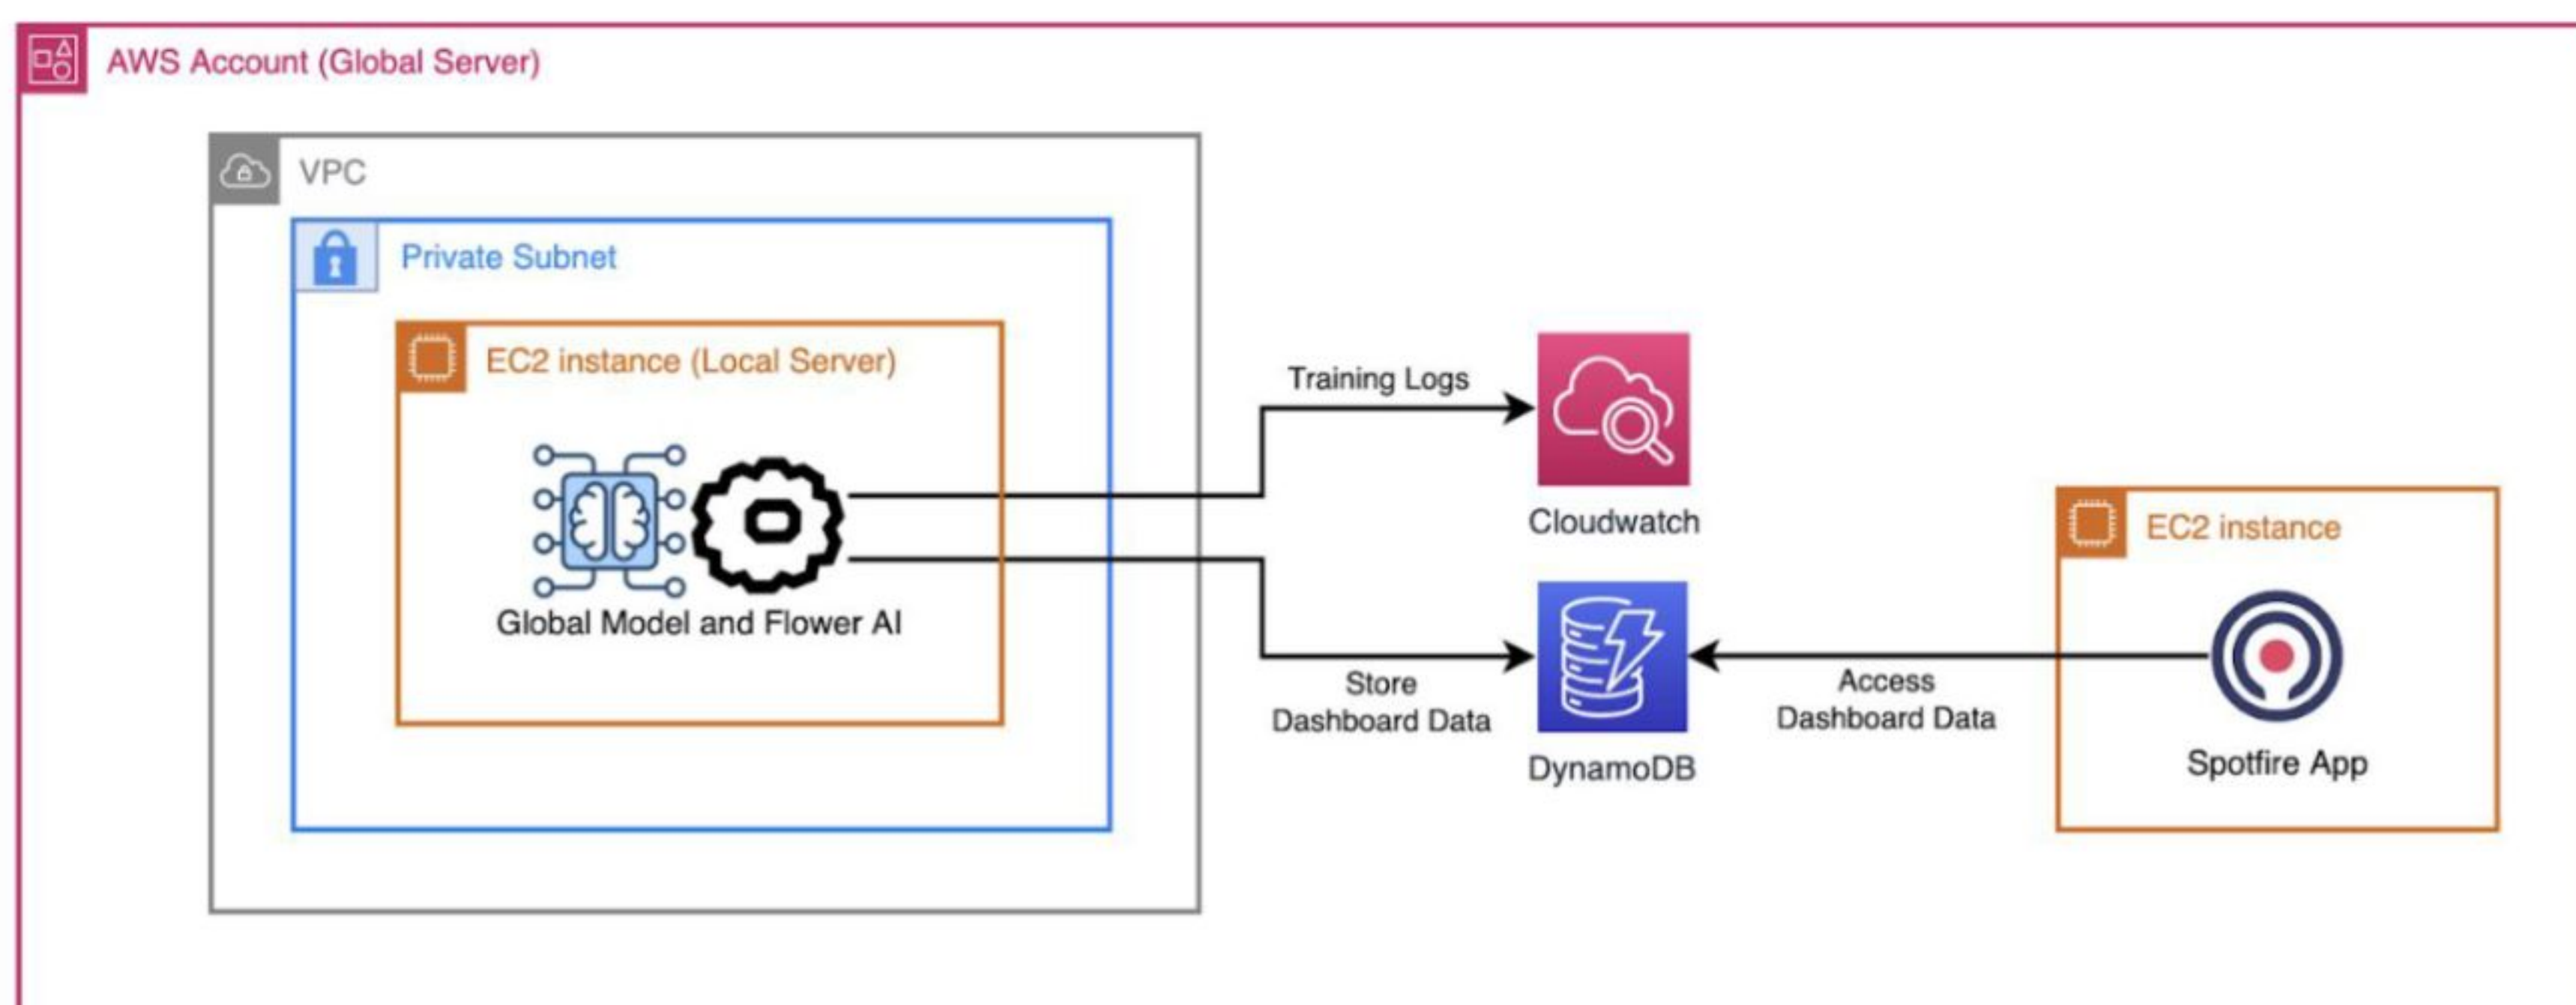 AWS Account (Global Server)
VPC
Private Subnet
EC2 instance (Local Server)
Global Model and Flower AI
Training Logs
Cloudwatch
Store
Dashboard Data
DynamoDB
Access
Dashboard Data
EC2 instance
Spotfire App